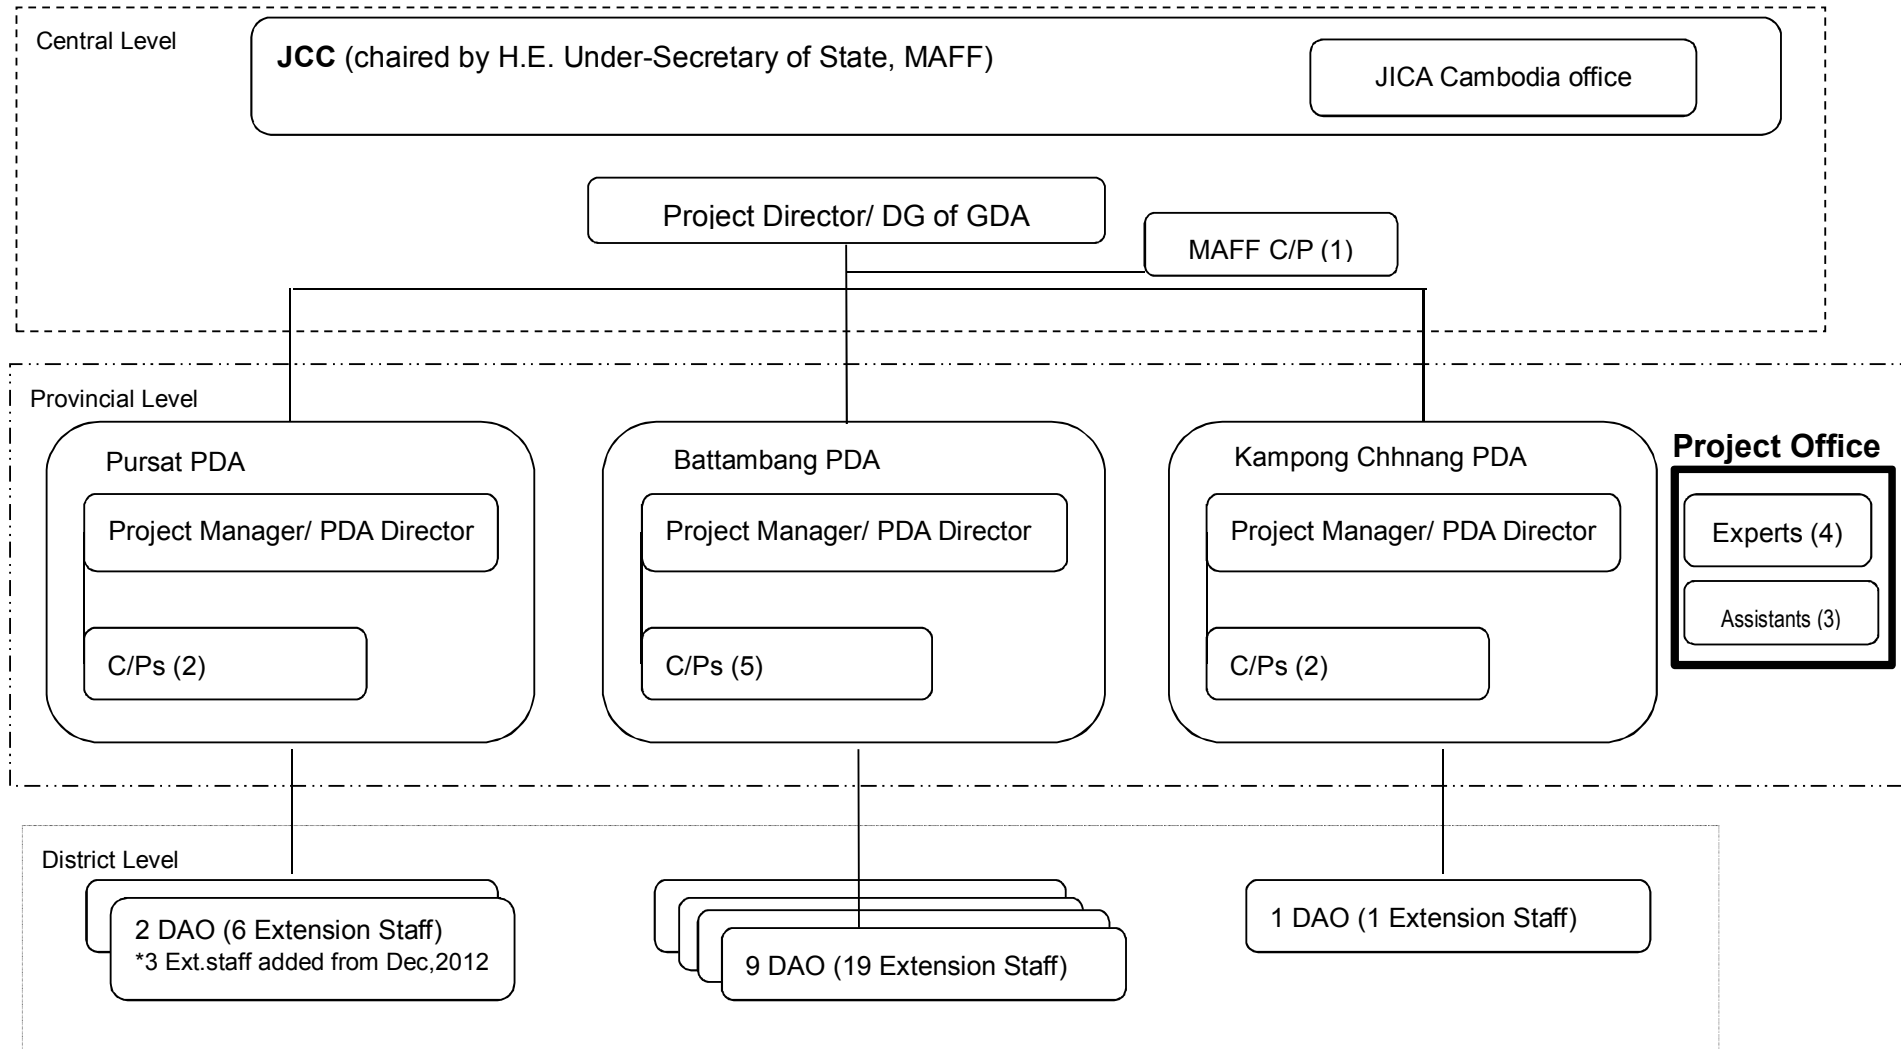 Central Level
JCC (chaired by H.E. Under-Secretary of State, MAFF)
JICA Cambodia office
Project Director/ DG of GDA
MAFF C/P (1)
Provincial Level
Pursat PDA
Project Manager/ PDA Director
C/Ps (2)
Battambang PDA
Project Manager/ PDA Director
C/Ps (5)
Kampong Chhnang PDA
Project Manager/ PDA Director
C/Ps (2)
Project Office
Experts (4)
Assistants (3)
District Level
2 DAO (6 Extension Staff)
*3 Ext.staff added from Dec,2012
9 DAO (19 Extension Staff)
1 DAO (1 Extension Staff)